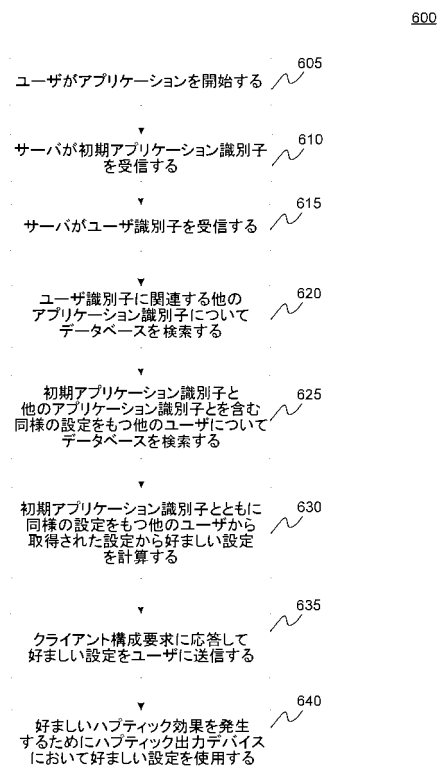 600
ユーザがアプリケーションを開始する
605
サーバが初期アプリケーション識別子
を受信する
610
サーバがユーザ識別子を受信する
615
ユーザ識別子に関連する他の
アプリケーション識別子について
データベースを検索する
620
初期アプリケーション識別子と
他のアプリケーション識別子とを含む
同様の設定をもつ他のユーザについて
データベースを検索する
625
初期アプリケーション識別子とともに
同様の設定をもつ他のユーザから
取得された設定から好ましい設定
を計算する
630
クライアント構成要求に応答して
好ましい設定をユーザに送信する
635
好ましいハプティック効果を発生
するためにハプティック出力デバイス
において好ましい設定を使用する
640